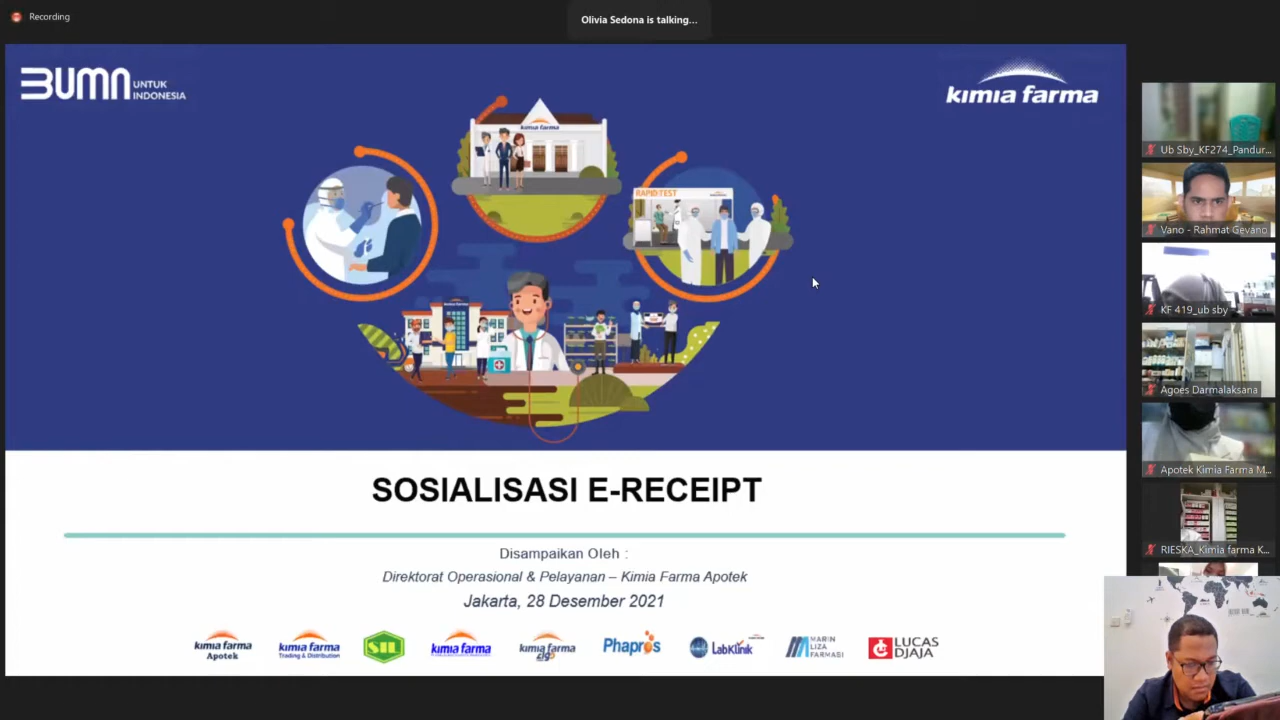 Recording
Olivia Sedona is talking...
BUMN UNTUK INDONESIA
kimia farma
kimia farma
RAPID TEST
Ub Sby_KF274_Pandur...
Vano - Rahmat Gevano
KF 419_ub sby
Agoes Darmalaksana
Apotek Kimia Farma M...
RIESKA_Kimia farma K...
SOSIALISASI E-RECEIPT
Disampaikan Oleh :
Direktorat Operasional & Pelayanan – Kimia Farma Apotek
Jakarta, 28 Desember 2021
kimia farma Apotek
kimia farma Trading & Distribution
SIL
kimia farma
kimia farma
Phapros
LabKlinik
MARIN LIZA FARMASI
LUCAS DJAJA